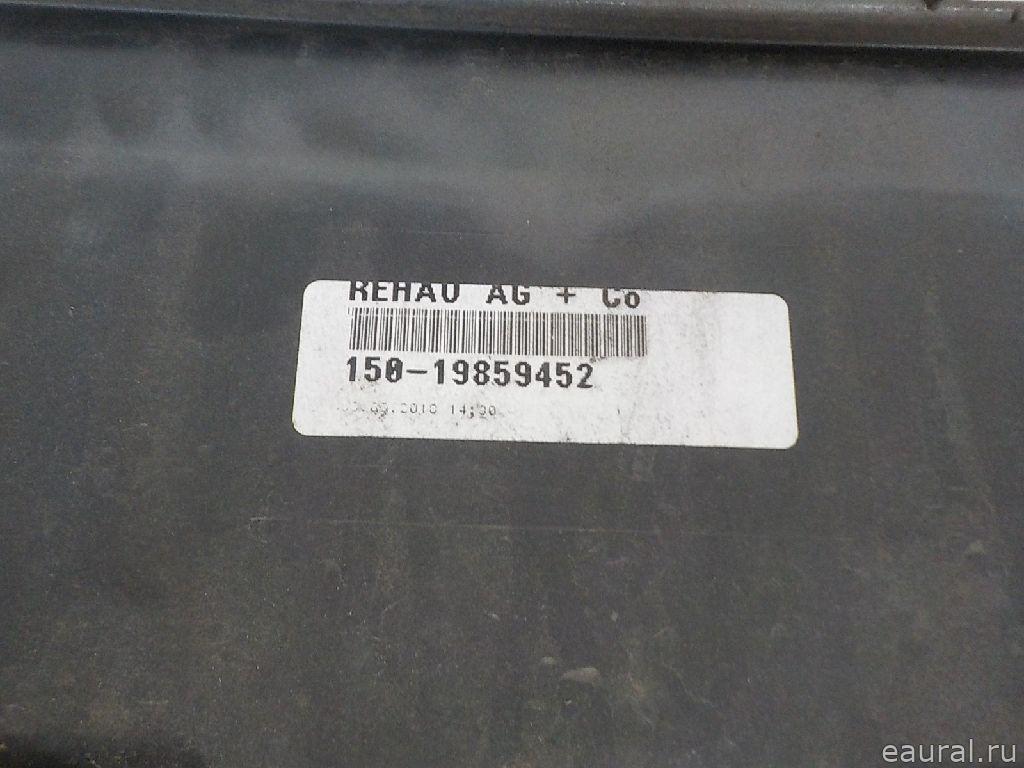 REHAU AG + Co
150-19859452
eaural.ru